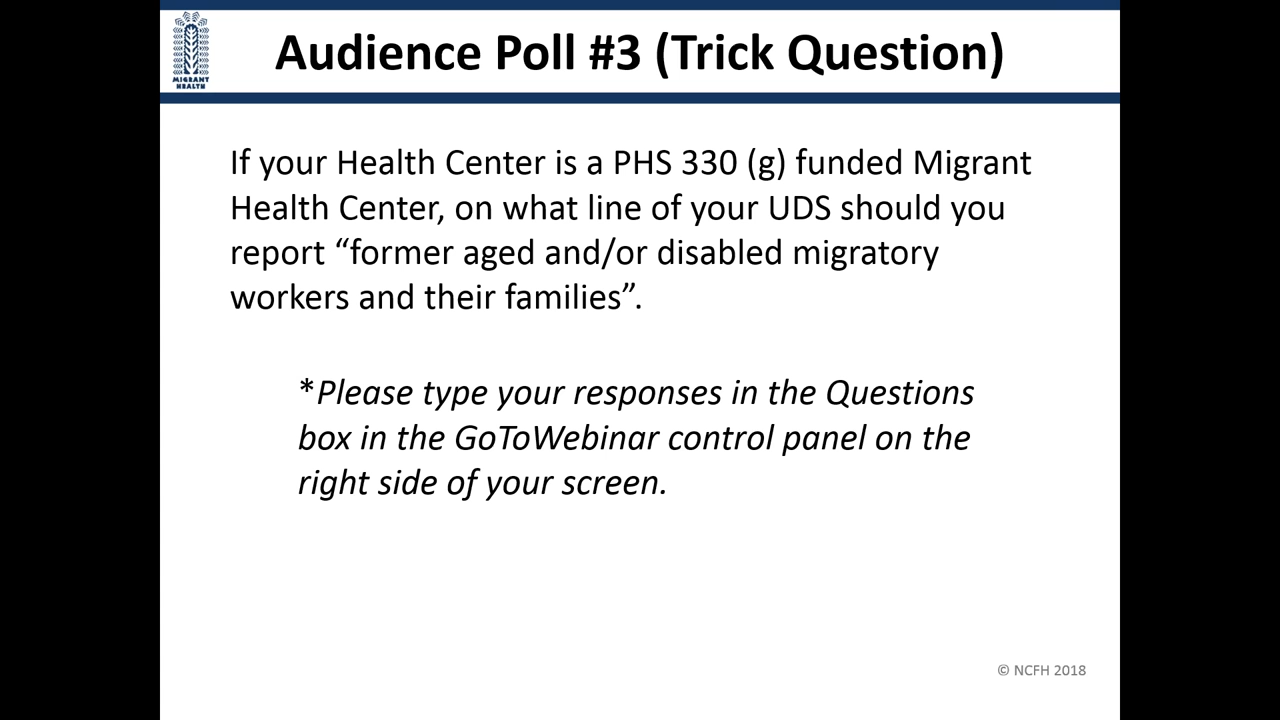 Audience Poll #3 (Trick Question)
MIGRANT
HEALTH
If your Health Center is a PHS 330 (g) funded Migrant
Health Center, on what line of your UDS should you
report “former aged and/or disabled migratory
workers and their families”.
*Please type your responses in the Questions
box in the GoToWebinar control panel on the
right side of your screen.
© NCFH 2018